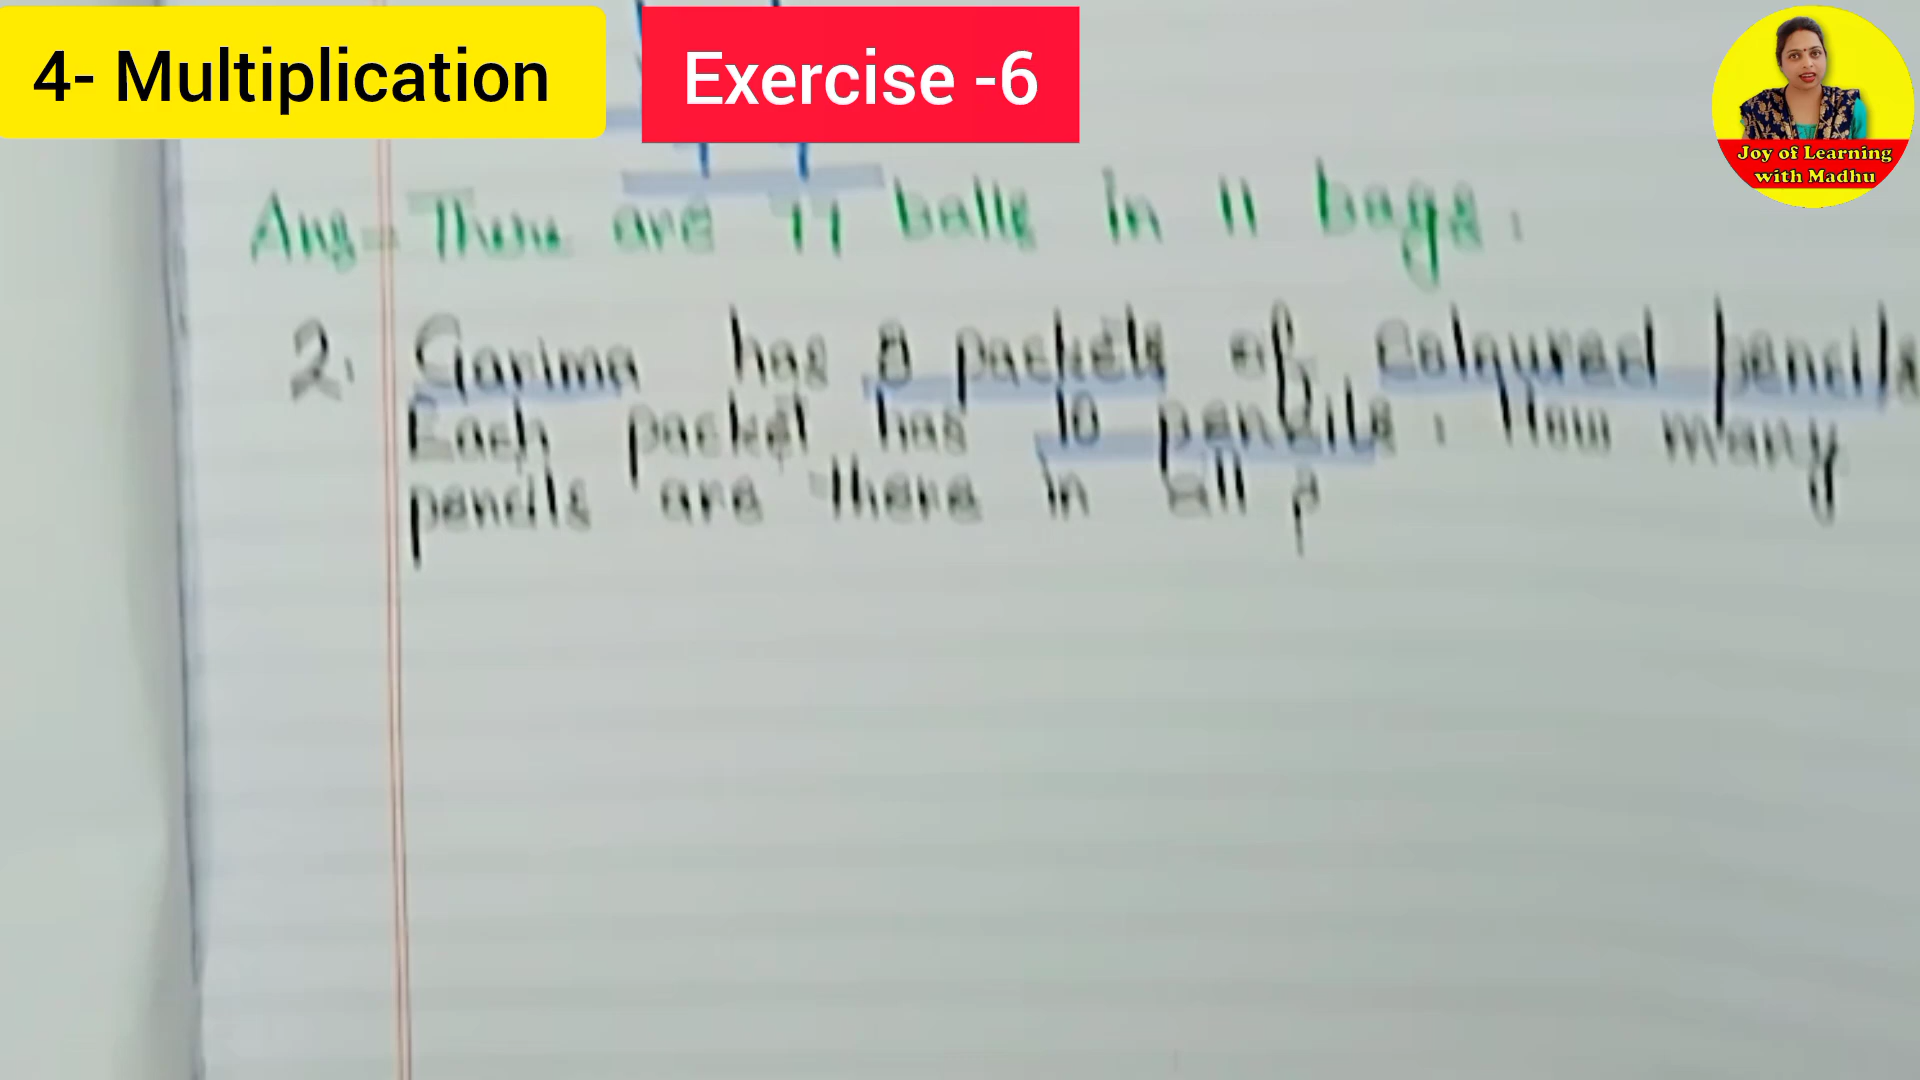 4- Multiplication
Exercise -6
Joy of Learning
with Madhu
Ans- There are 77 balls in 11 bags.
2. Garima has 8 packets of coloured pencils
Each packet has 10 pencils. How many
pencils are there in all ?